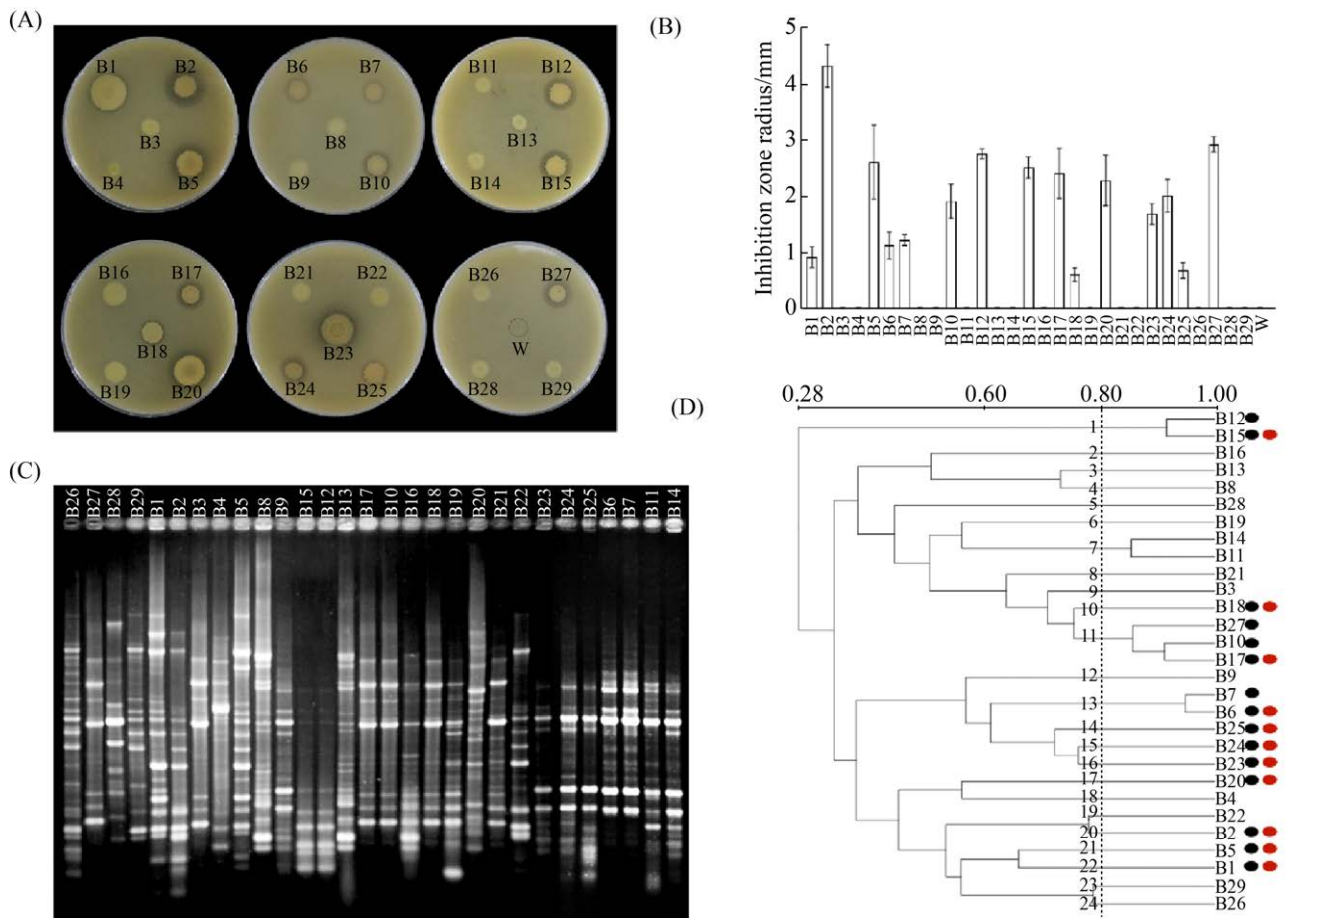 (A)
B1 B2
B3
B4 B5
B6 B7
B8
B9 B10
B11 B12
B13
B14 B15
B16 B17
B18
B19 B20
B21 B22
B23
B24 B25
B26 B27
W
B28 B29
(B)
Inhibition zone radius/mm
5
4
3
2
1
0
B1 B2 B3 B4 B5 B6 B7 B8 B9 B10 B11 B12 B13 B14 B15 B16 B17 B18 B19 B20 B21 B22 B23 B24 B25 B26 B27 B28 B29 W
(C)
B26 B27 B28 B29 B1 B2 B3 B4 B5 B8 B9 B15 B12 B13 B17 B10 B16 B18 B19 B20 B21 B22 B23 B24 B25 B6 B7 B11 B14
(D)
0.28 0.60 0.80 1.00
B12
1
B15
2 B16
3 B13
4 B8
5 B28
6 B19
B14
7
B11
8 B21
9 B3
10 B18
B27
11 B10
B17
12 B9
B7
13
B6
14 B25
15 B24
16 B23
17 B20
18 B4
19 B22
20 B2
21 B5
22 B1
23 B29
24 B26